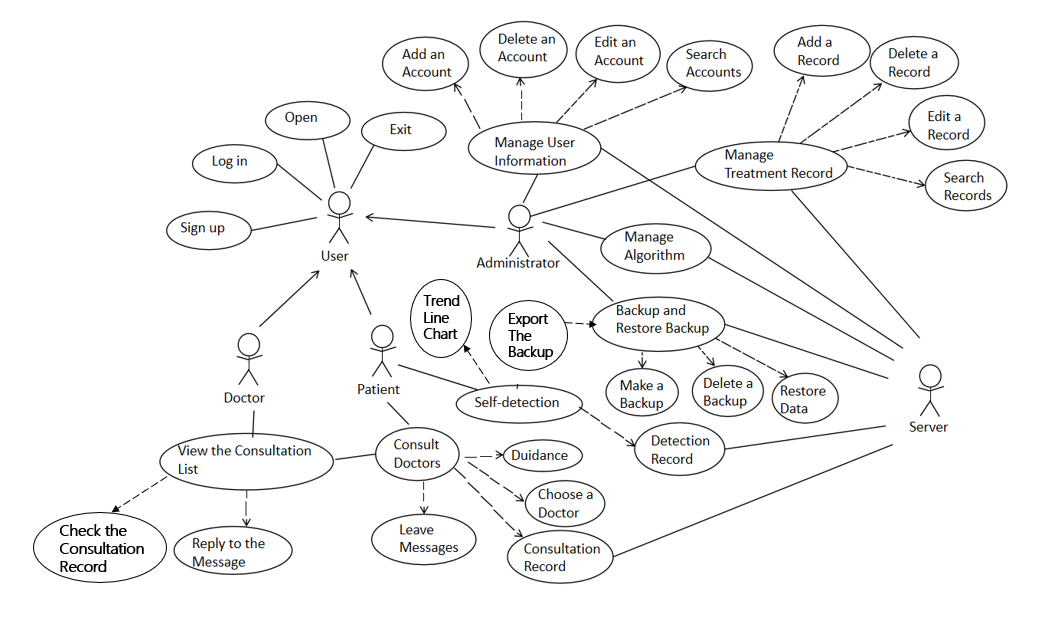 Add an
Account
Delete an
Account
Edit an
Account
Search
Accounts
Add a
Record
Delete a
Record
Edit a
Record
Search
Records
Open
Exit
Log in
Sign up
User
Manage User
Information
Manage
Treatment Record
Administrator
Manage
Algorithm
Trend
Line
Chart
Export
The
Backup
Backup and
Restore Backup
Make a
Backup
Delete a
Backup
Restore
Data
Doctor
Patient
Self-detection
Server
View the Consultation
List
Consult
Doctors
Duidance
Detection
Record
Choose a
Doctor
Check the
Consultation
Record
Reply to the
Message
Leave
Messages
Consultation
Record